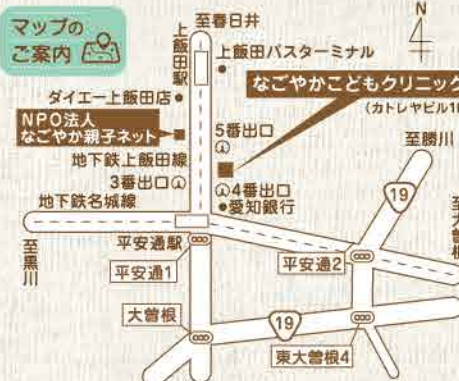 マップの
ご案内
N
至春日井
上飯田駅
上飯田バスターミナル
ダイエー上飯田店
なごやかこどもクリニック
(カトレヤビル1F
NPO法人
なごやか親子ネット
5番出口
地下鉄上飯田線
3番出口
4番出口
愛知銀行
至勝川
19
地下鉄名城線
至大曽根
至黒川
平安通駅
平安通1
平安通2
大曽根
19
東大曽根4